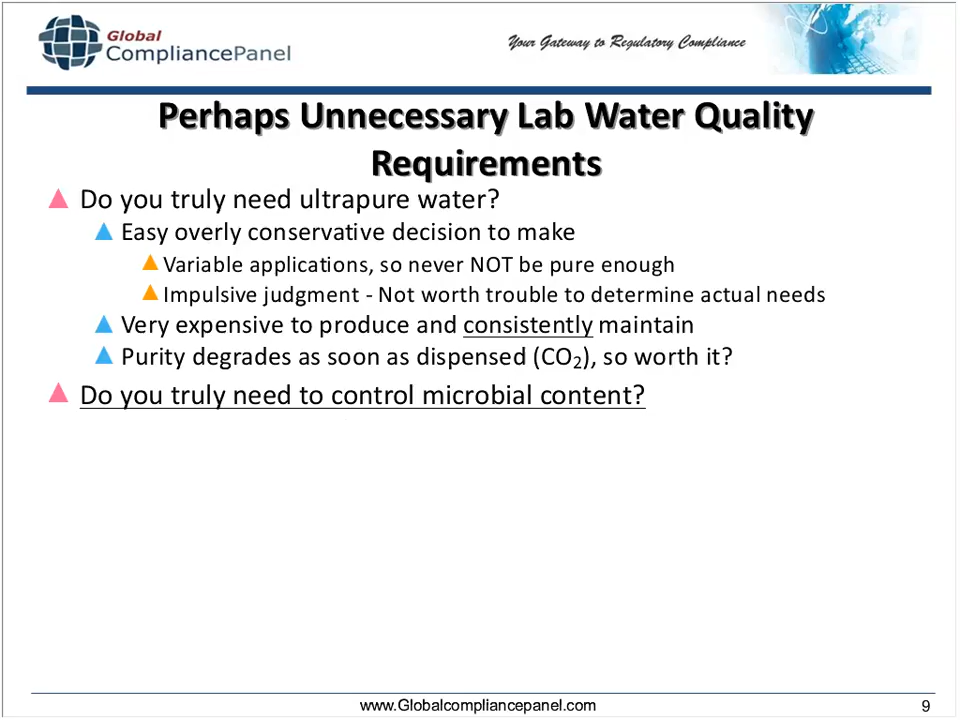 Global
CompliancePanel
Your Gateway to Regulatory Compliance
Perhaps Unnecessary Lab Water Quality
Requirements
Do you truly need ultrapure water?
Easy overly conservative decision to make
Variable applications, so never NOT be pure enough
Impulsive judgment - Not worth trouble to determine actual needs
Very expensive to produce and consistently maintain
Purity degrades as soon as dispensed (CO₂), so worth it?
Do you truly need to control microbial content?
www.Globalcompliancepanel.com
9